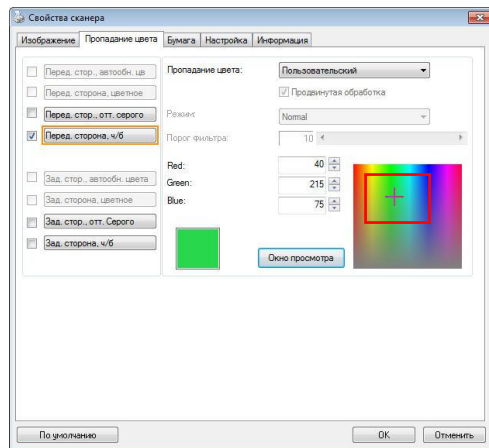 Свойства сканера
Изображение Пропадание цвета Бумага Настройка Информация
Перед. стор., автообн. цв
Перед. сторона, цветное
Перед. стор., отт. серого
Перед. сторона, ч/б
Зад. стор., автообн. цвета
Зад. сторона, цветное
Зад. стор., отт. Серого
Зад. сторона, ч/б
Пропадание цвета: Пользовательский
Продвинутая обработка
Режим: Normal
Порог фильтра: 10
Red: 40
Green: 215
Blue: 75
Окно просмотра
По умолчанию OK Отменить